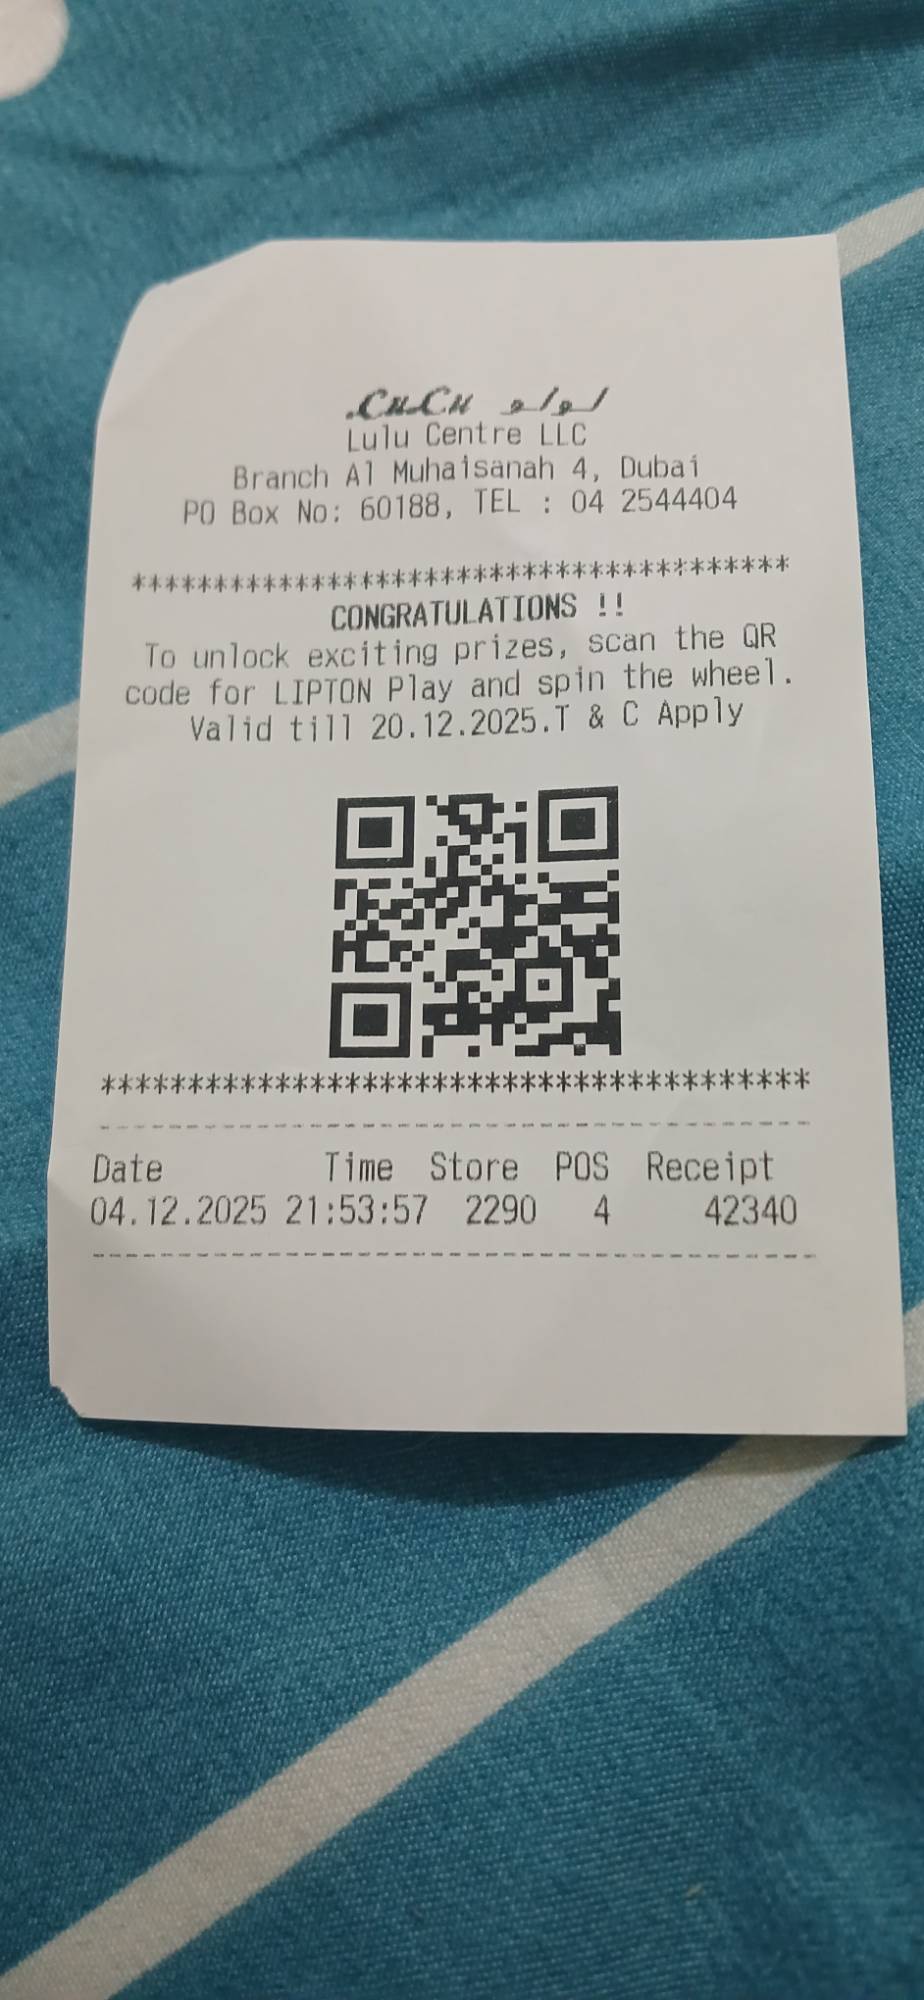 LuLu لولو
Lulu Centre LLC
Branch Al Muhaisanah 4, Dubai
PO Box No: 60188, TEL : 04 2544404
*****************************************
CONGRATULATIONS !!
To unlock exciting prizes, scan the QR
code for LIPTON Play and spin the wheel.
Valid till 20.12.2025.T & C Apply
*****************************************
Date Time Store POS Receipt
04.12.2025 21:53:57 2290 4 42340